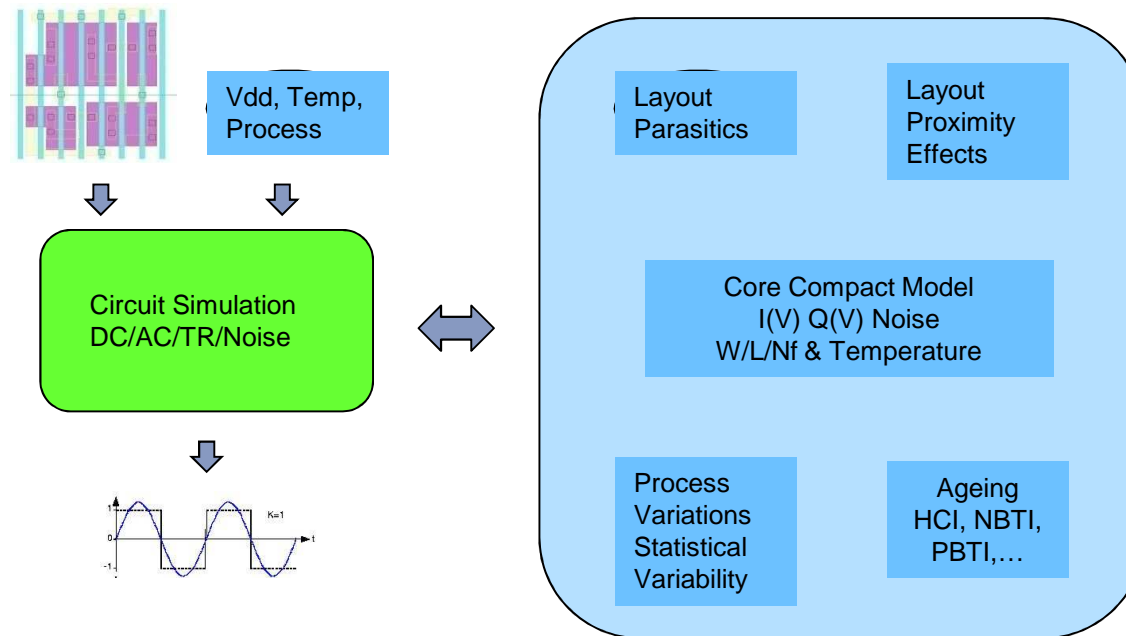 Vdd, Temp,
Process
Circuit Simulation
DC/AC/TR/Noise
1
0
-1
K=1
t
Layout
Parasitics
Layout
Proximity
Effects
Core Compact Model
I(V) Q(V) Noise
W/L/Nf & Temperature
Process
Variations
Statistical
Variability
Ageing
HCI, NBTI,
PBTI,…